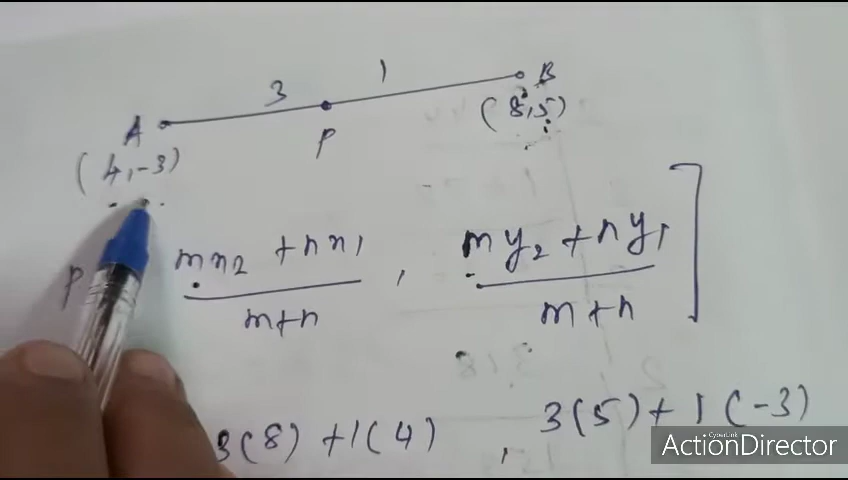 3 1
A P B
(4,-3) (8,5)
P mx2 + nx1 , my2 + ny1 ]
m+n m+n
3(8) + 1(4) , 3(5) + 1(-3)
CyberLink
ActionDirector